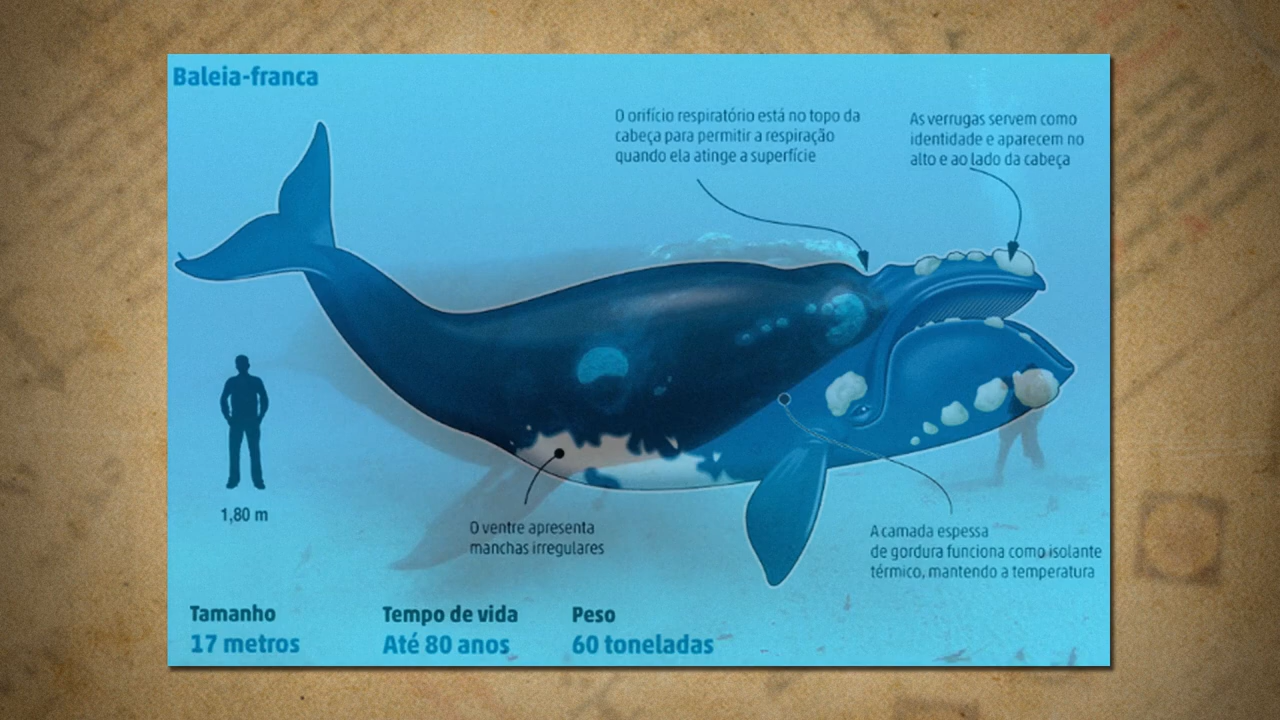 Baleia-franca
O orifício respiratório está no topo da
cabeça para permitir a respiração
quando ela atinge a superfície
As verrugas servem como
identidade e aparecem no
alto e ao lado da cabeça
1,80 m
O ventre apresenta
manchas irregulares
A camada espessa
de gordura funciona como isolante
térmico, mantendo a temperatura
Tamanho
17 metros
Tempo de vida
Até 80 anos
Peso
60 toneladas